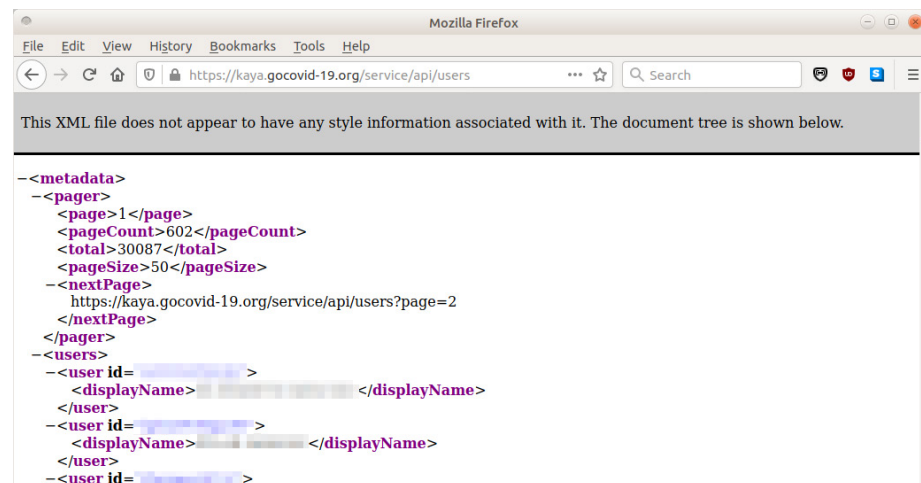 Mozilla Firefox
File Edit View History Bookmarks Tools Help
https://kaya.gocovid-19.org/service/api/users ··· Search
This XML file does not appear to have any style information associated with it. The document tree is shown below.
−<metadata>
−<pager>
<page>1</page>
<pageCount>602</pageCount>
<total>30087</total>
<pageSize>50</pageSize>
−<nextPage>
https://kaya.gocovid-19.org/service/api/users?page=2
</nextPage>
</pager>
−<users>
−<user id= >
<displayName> </displayName>
</user>
−<user id= >
<displayName> </displayName>
</user>
−<user id= >